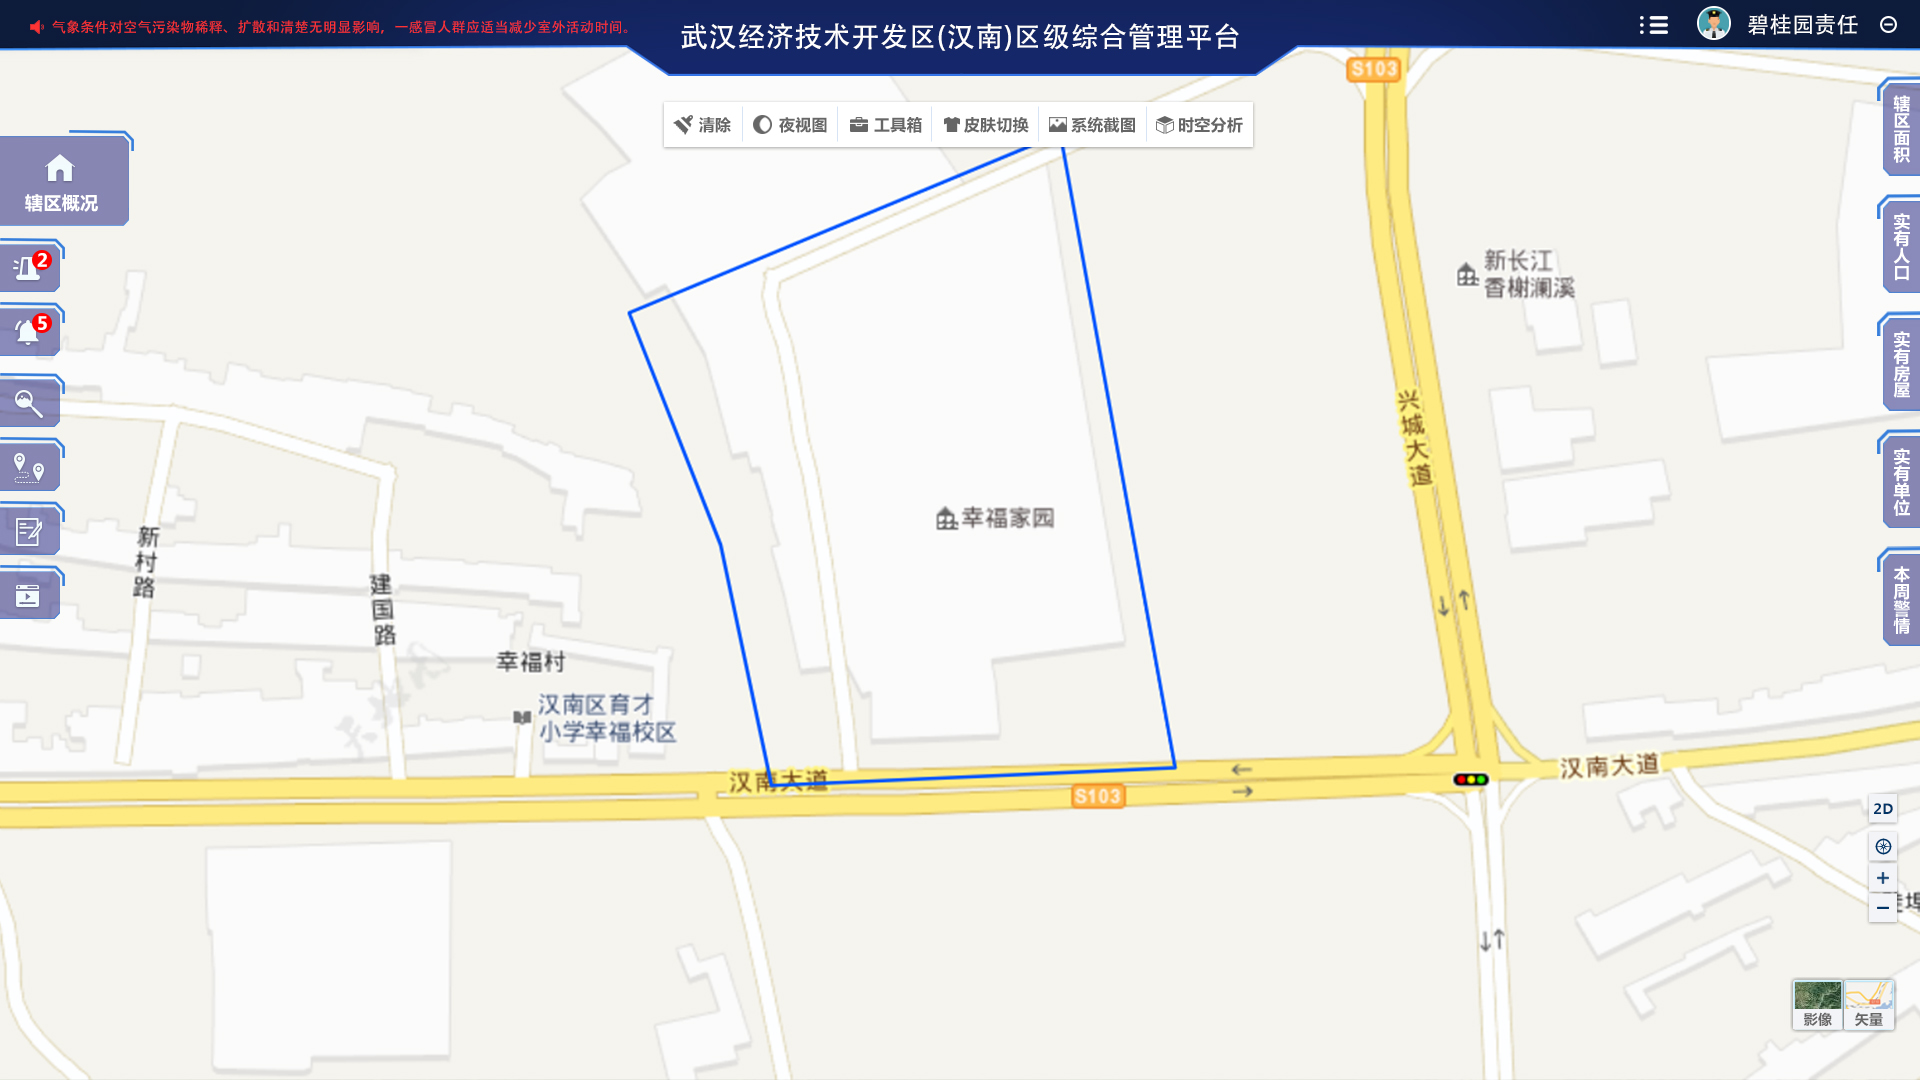 气象条件对空气污染物稀释、扩散和清楚无明显影响，一感冒人群应适当减少室外活动时间。
武汉经济技术开发区(汉南)区级综合管理平台
碧桂园责任
清除
夜视图
工具箱
皮肤切换
系统截图
时空分析
辖区概况
2
5
辖区面积
实有人口
实有房屋
实有单位
本周警情
S103
新长江
香榭澜溪
兴城大道
幸福家园
新村路
建国路
幸福村
汉南区育才
小学幸福校区
汉南大道
S103
汉南大道
2D
+
−
埠
影像
矢量